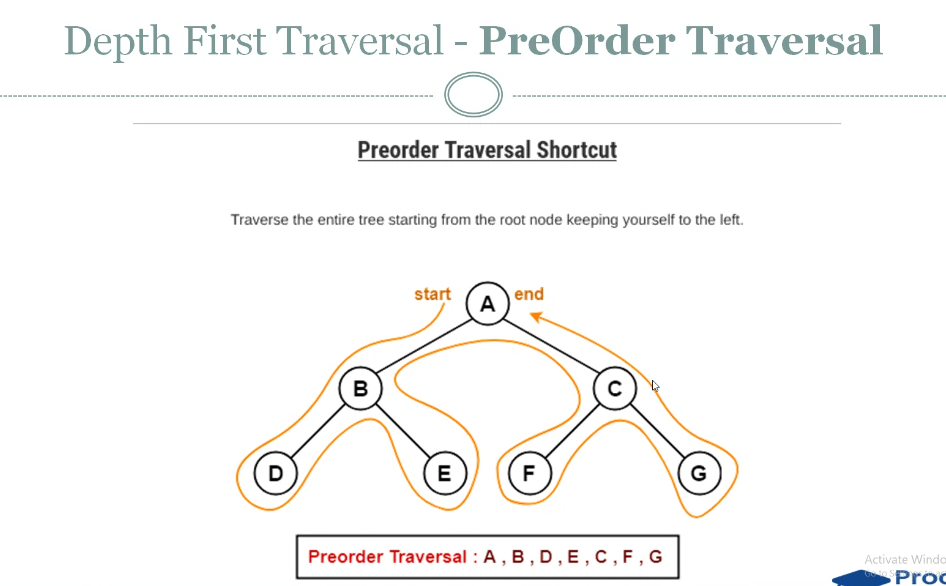 Depth First Traversal - PreOrder Traversal
Preorder Traversal Shortcut
Traverse the entire tree starting from the root node keeping yourself to the left.
start A end
B C
D E F G
Preorder Traversal : A , B , D , E , C , F , G
Activate Windo